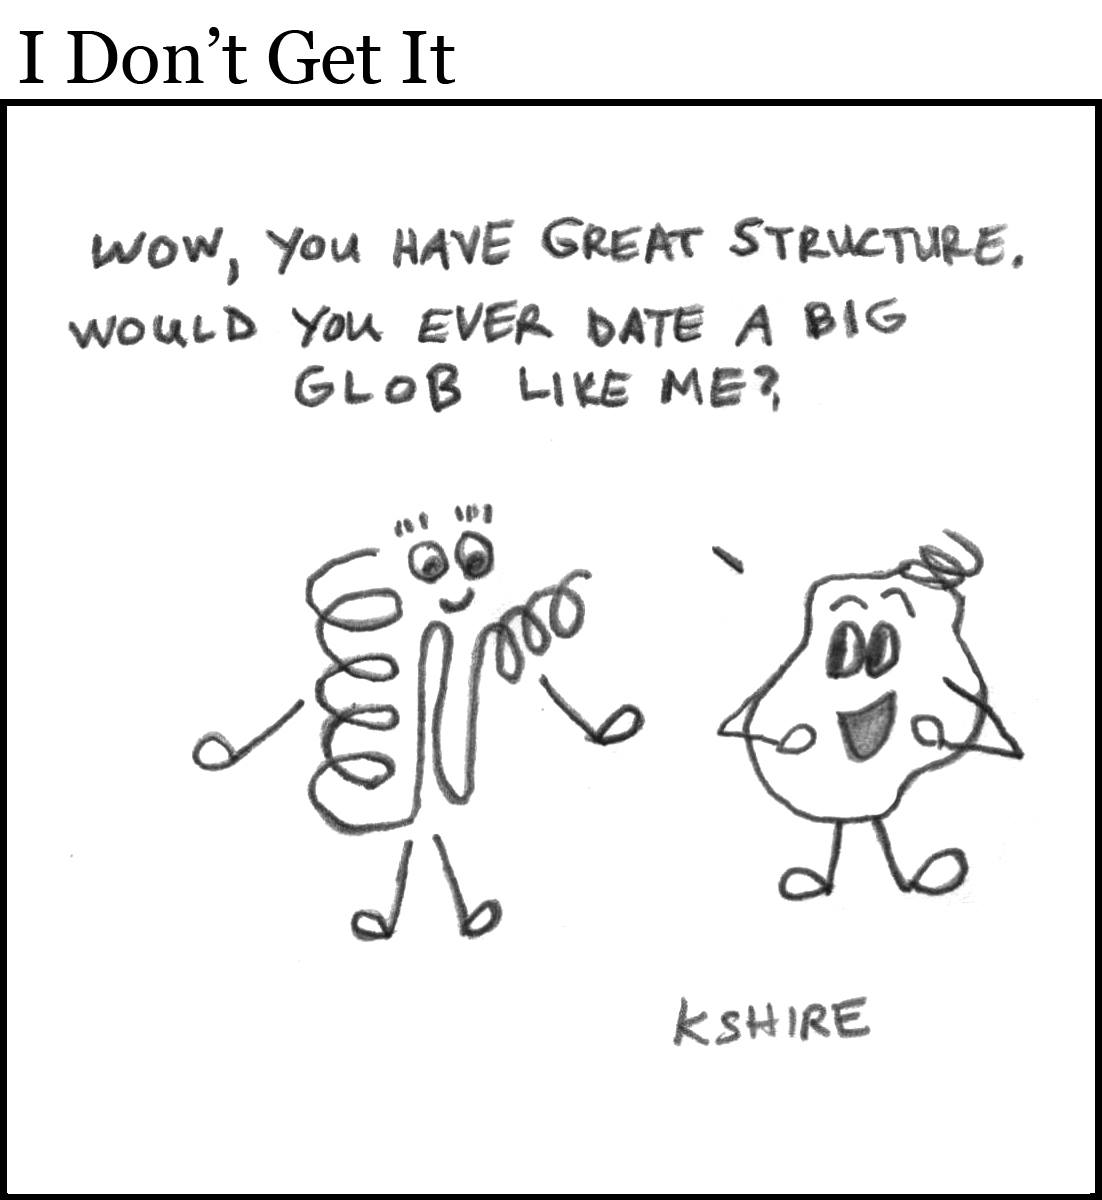 I Don’t Get It
WOW, YOU HAVE GREAT STRUCTURE.
WOULD YOU EVER DATE A BIG
GLOB LIKE ME?
KSHIRE